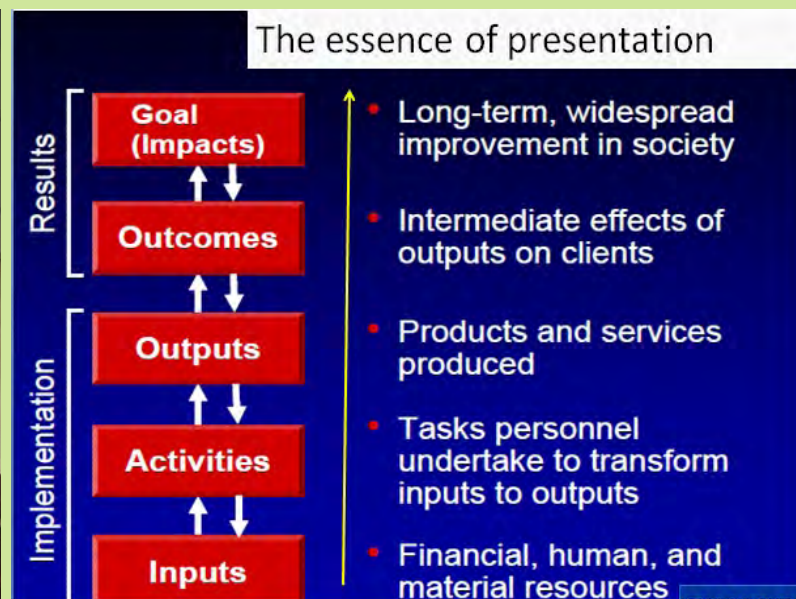 The essence of presentation
Results
Goal
(Impacts)
Long-term, widespread
improvement in society
Outcomes
Intermediate effects of
outputs on clients
Implementation
Outputs
Products and services
produced
Activities
Tasks personnel
undertake to transform
inputs to outputs
Inputs
Financial, human, and
material resources